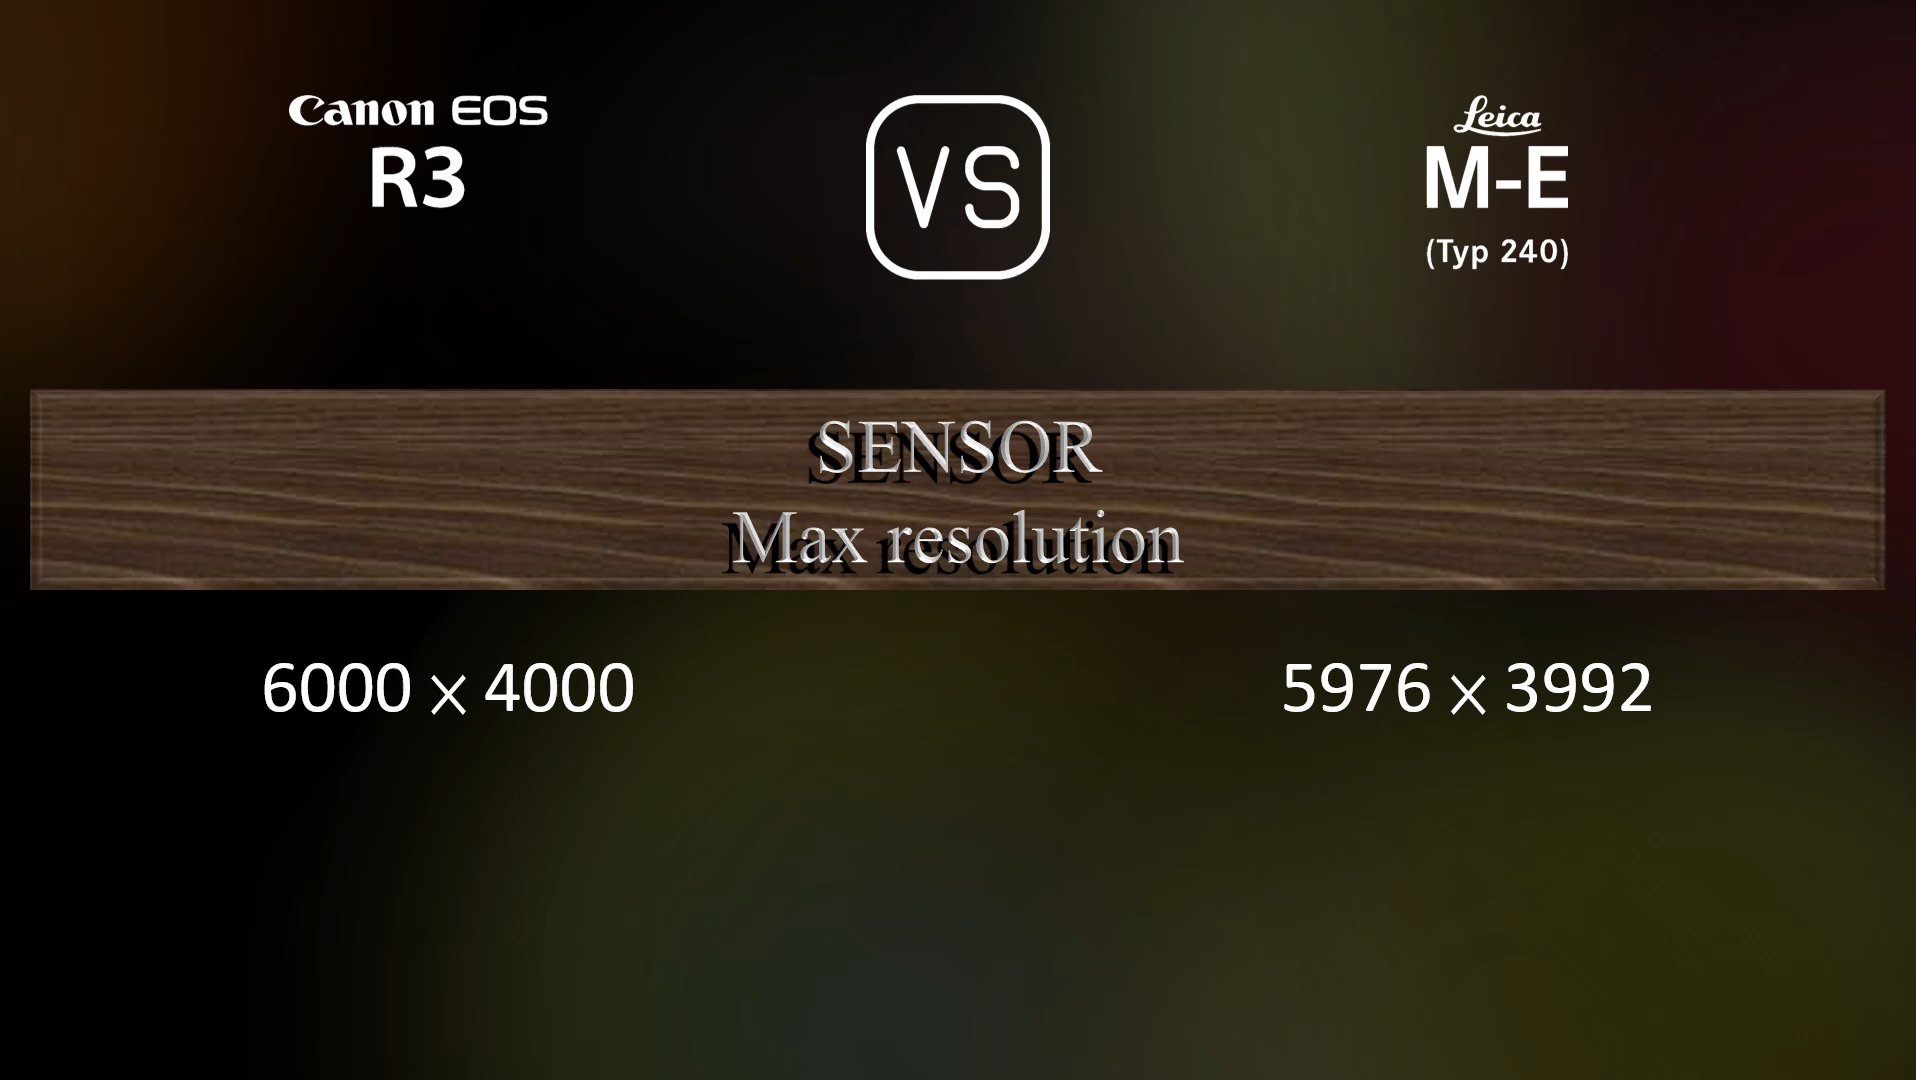 Canon EOS
R3
VS
Leica
M-E
(Typ 240)
SENSOR
Max resolution
6000 x 4000
5976 x 3992